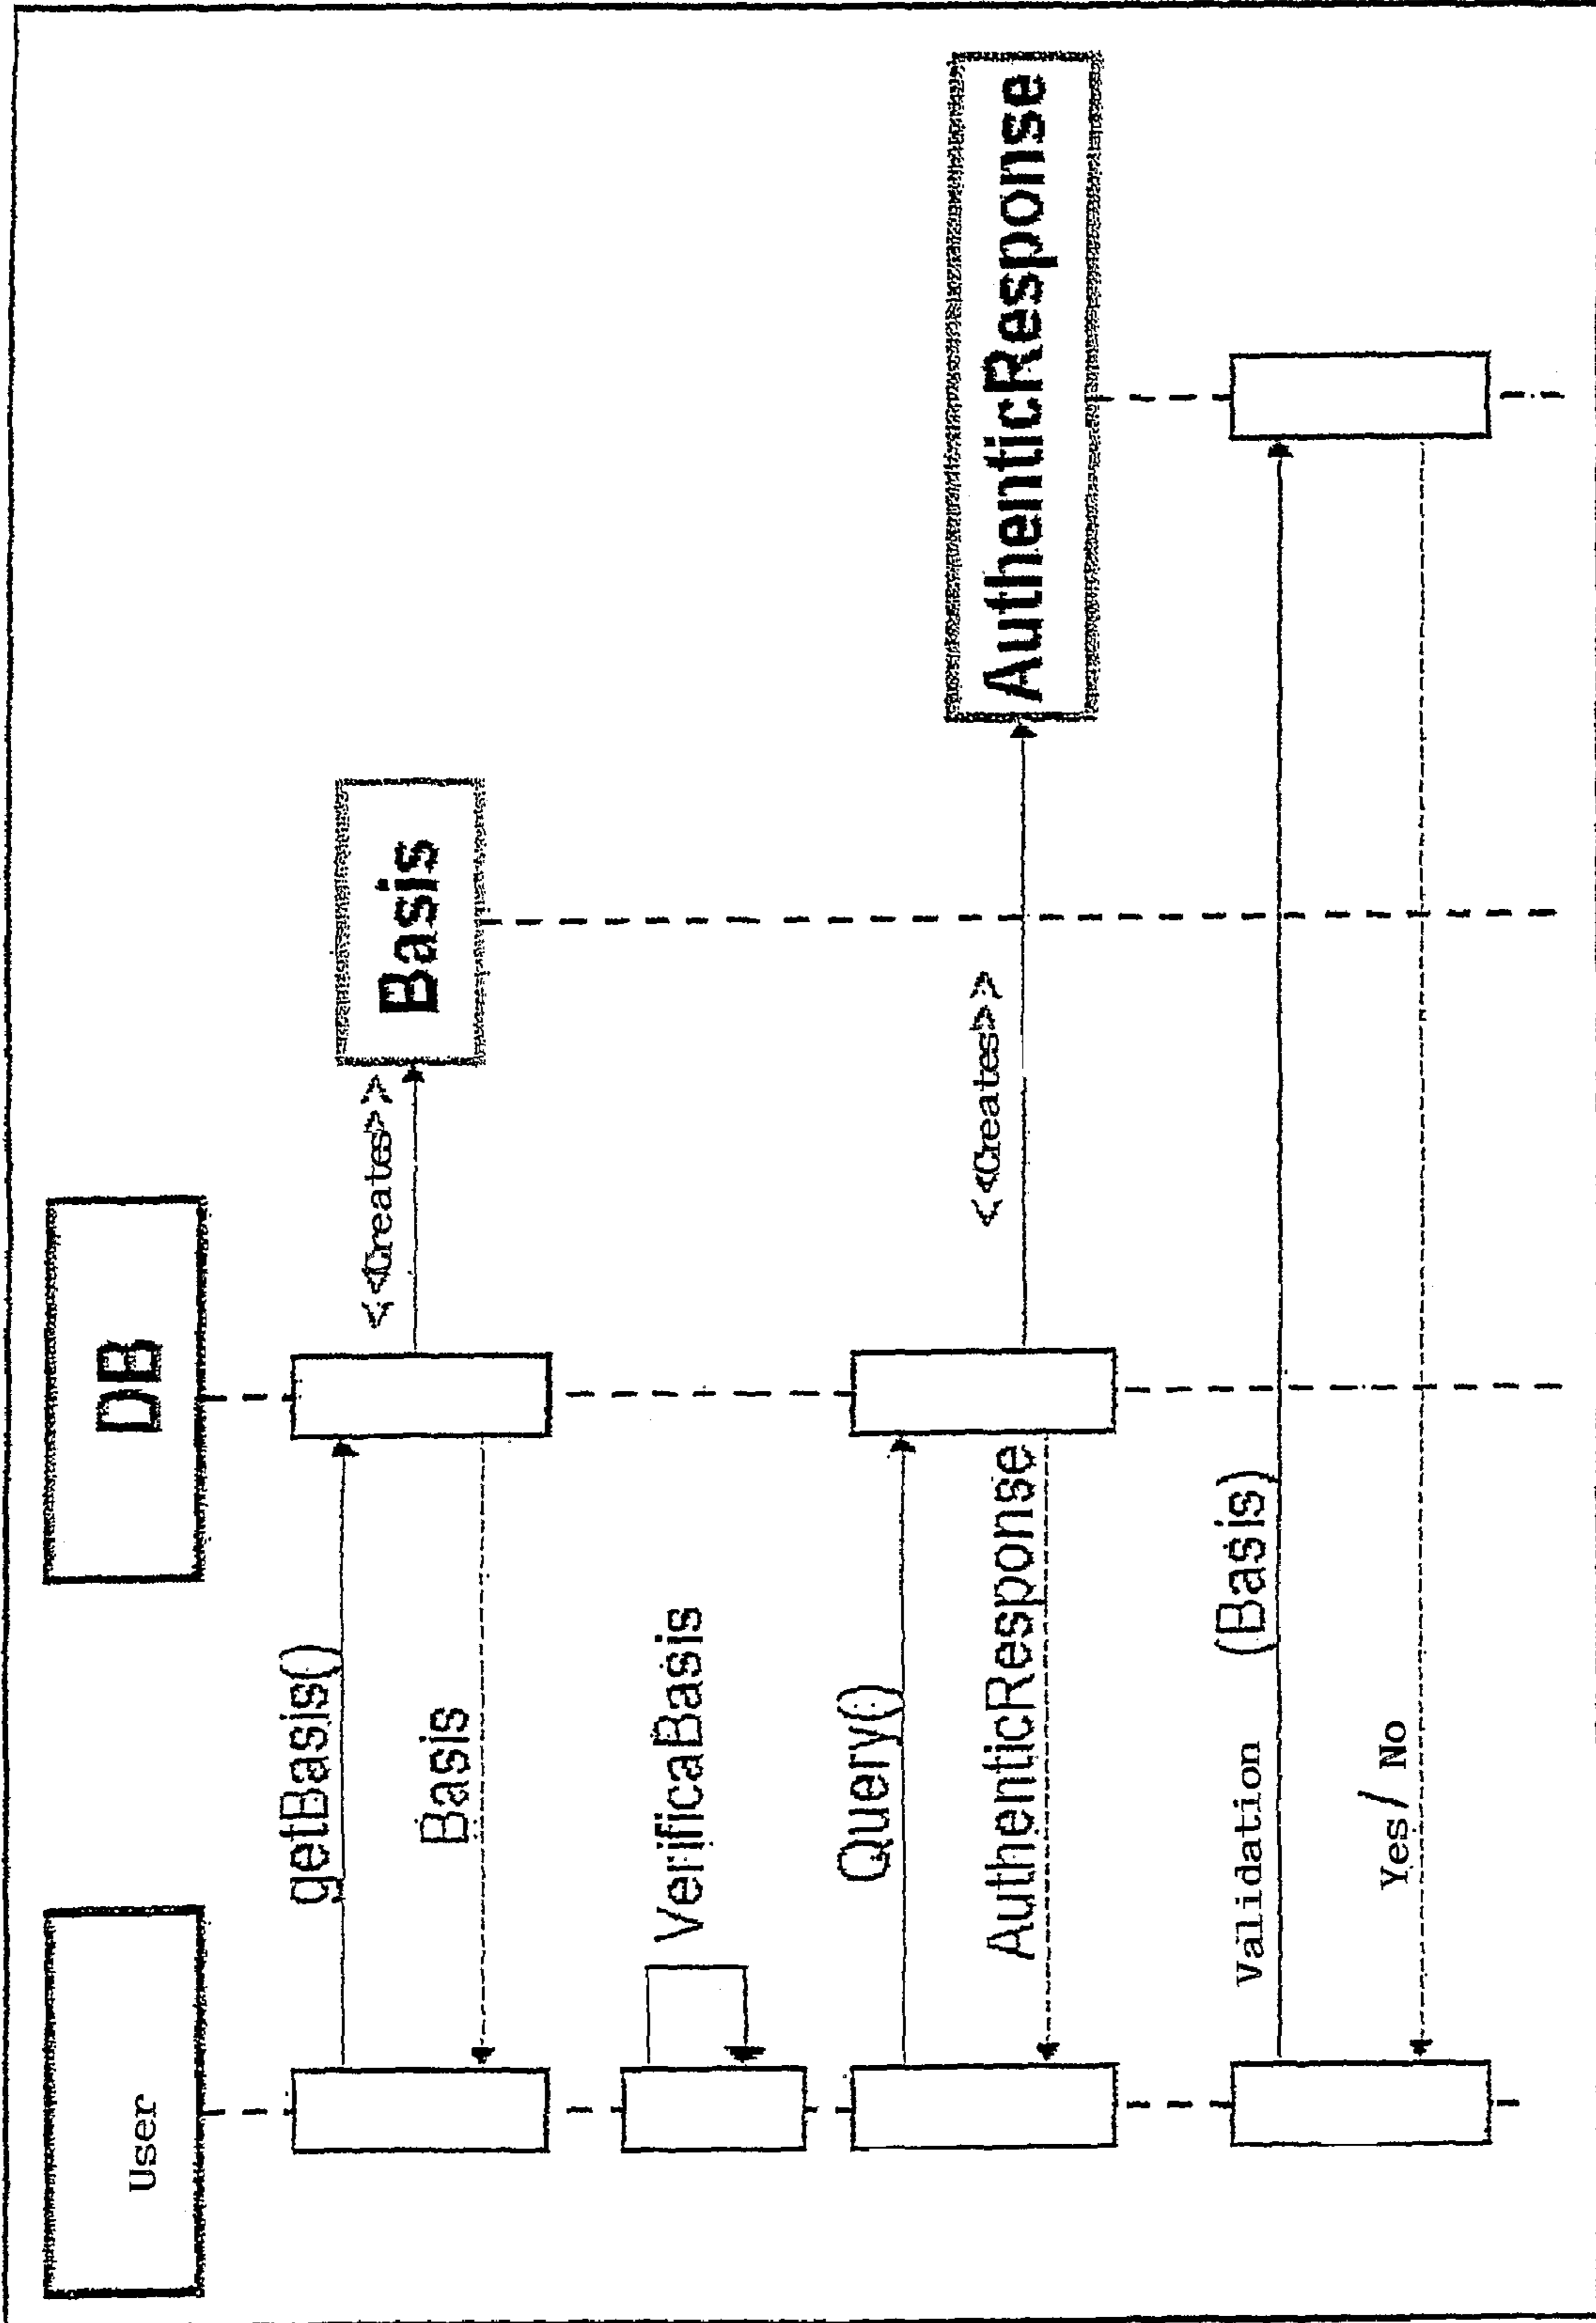 User
DB
getBasis()
<<Creates>>
Basis
Basis
VerificaBasis
Query()
<<Creates>>
AuthenticResponse
AuthenticResponse
Validation (Basis)
Yes/ No